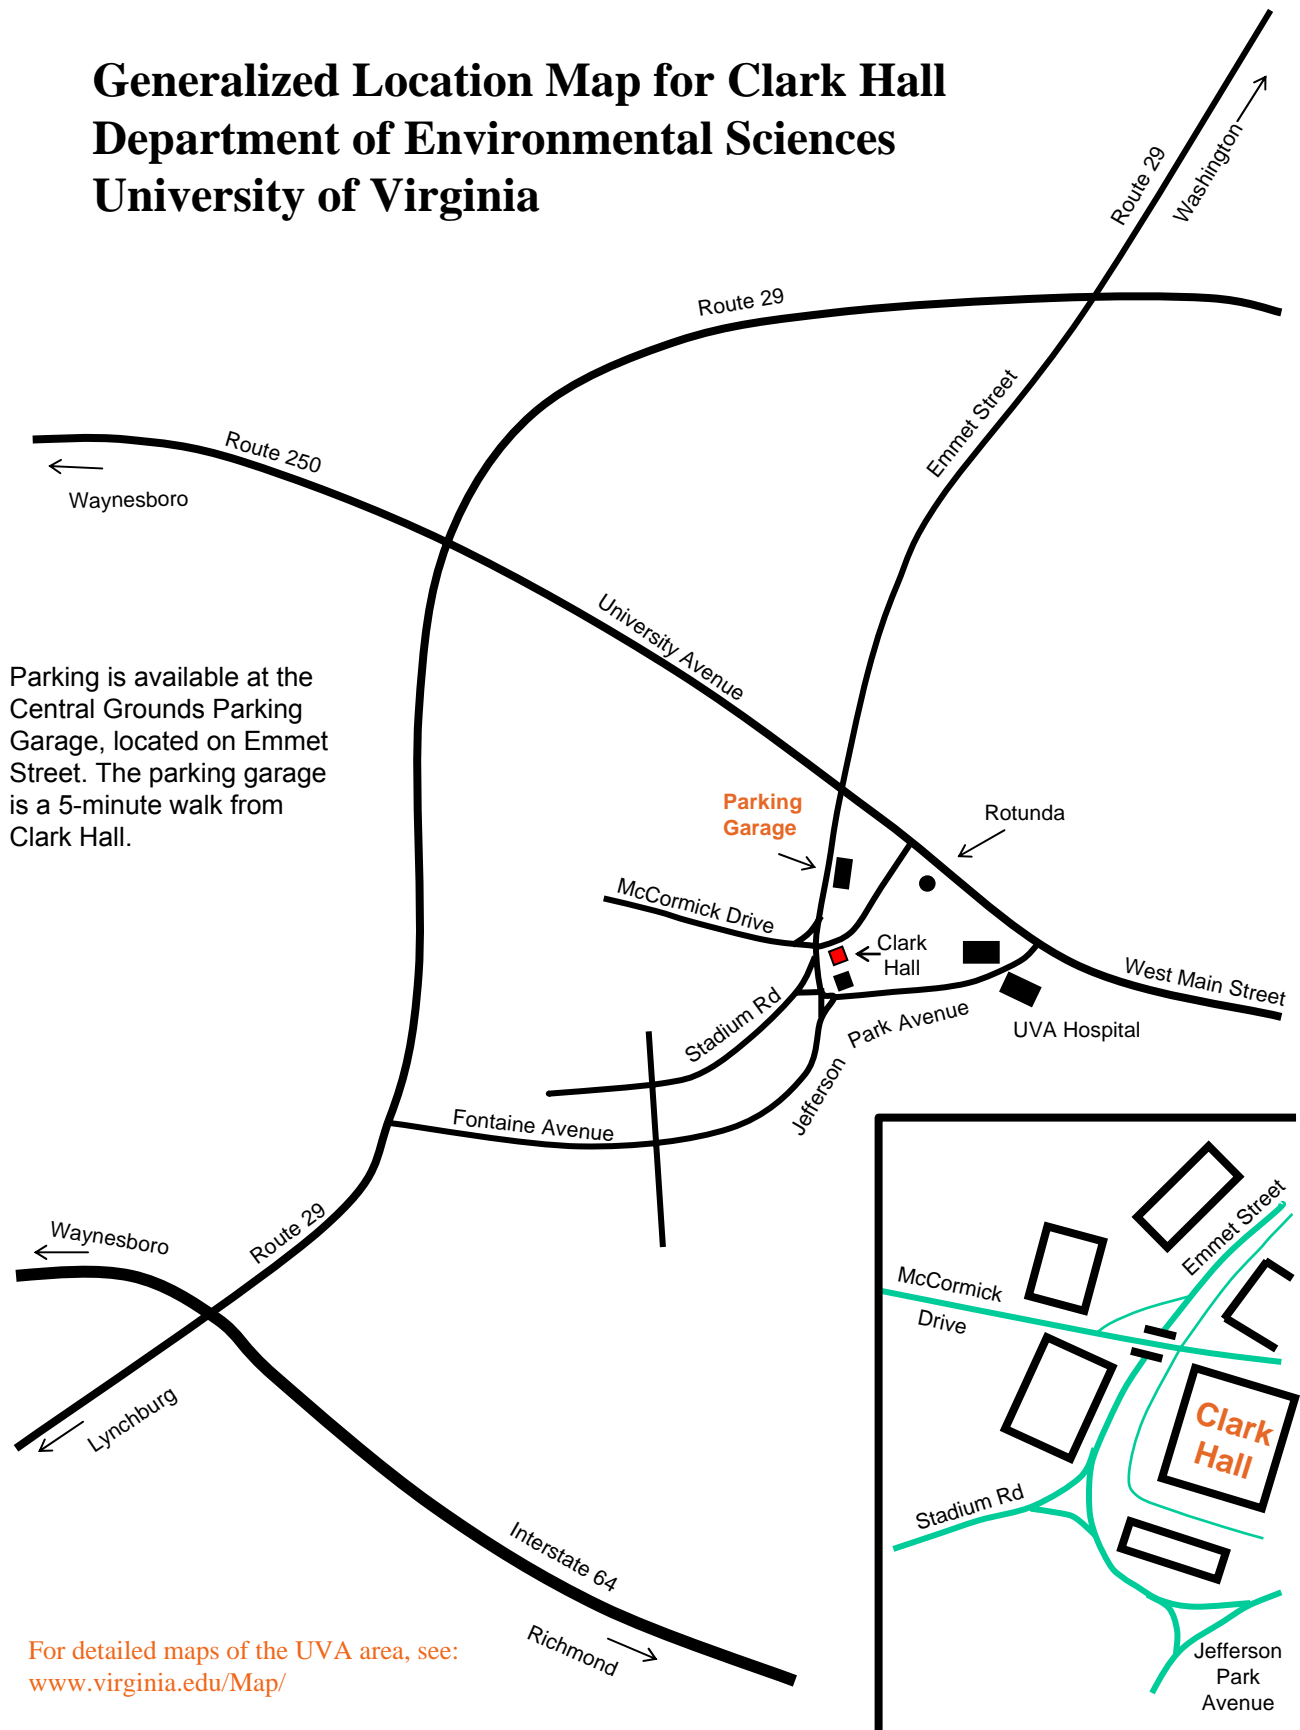 Generalized Location Map for Clark Hall
Department of Environmental Sciences
University of Virginia
Route 29
Washington
Route 29
Emmet Street
Route 250
Waynesboro
University Avenue
Parking is available at the
Central Grounds Parking
Garage, located on Emmet
Street. The parking garage
is a 5-minute walk from
Clark Hall.
Parking
Garage
Rotunda
McCormick Drive
Clark
Hall
West Main Street
Stadium Rd
Park Avenue
UVA Hospital
Jefferson
Fontaine Avenue
Route 29
Waynesboro
Lynchburg
Interstate 64
Richmond
Emmet Street
McCormick
Drive
Clark
Hall
Stadium Rd
Jefferson
Park
Avenue
For detailed maps of the UVA area, see:
www.virginia.edu/Map/